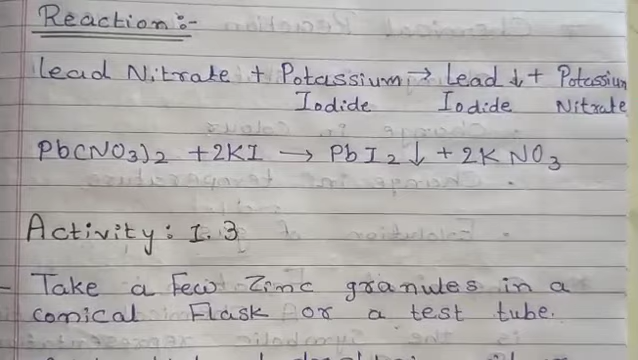 Reaction :-
Lead Nitrate + Potassium → Lead ↓ + Potassium
Iodide Iodide Nitrate
Pb(NO3)2 + 2KI → PbI2 ↓ + 2KNO3
Activity : 1.3
- Take a Few Zinc granules in a
conical Flask or a test tube.